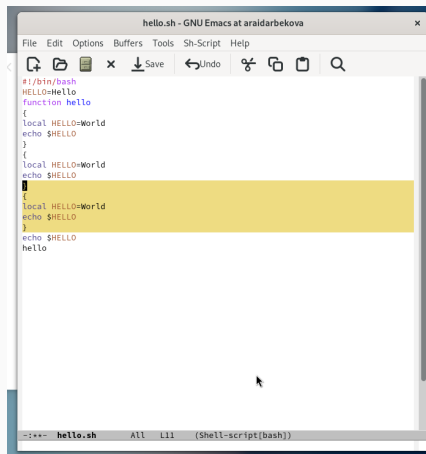 hello.sh - GNU Emacs at araidarbekova ×
File Edit Options Buffers Tools Sh-Script Help
Save Undo
#!/bin/bash
HELLO=Hello
function hello
{
local HELLO=World
echo $HELLO
}
{
local HELLO=World
echo $HELLO
}
{
local HELLO=World
echo $HELLO
}
echo $HELLO
hello
-:**- hello.sh All L11 (Shell-script[bash])